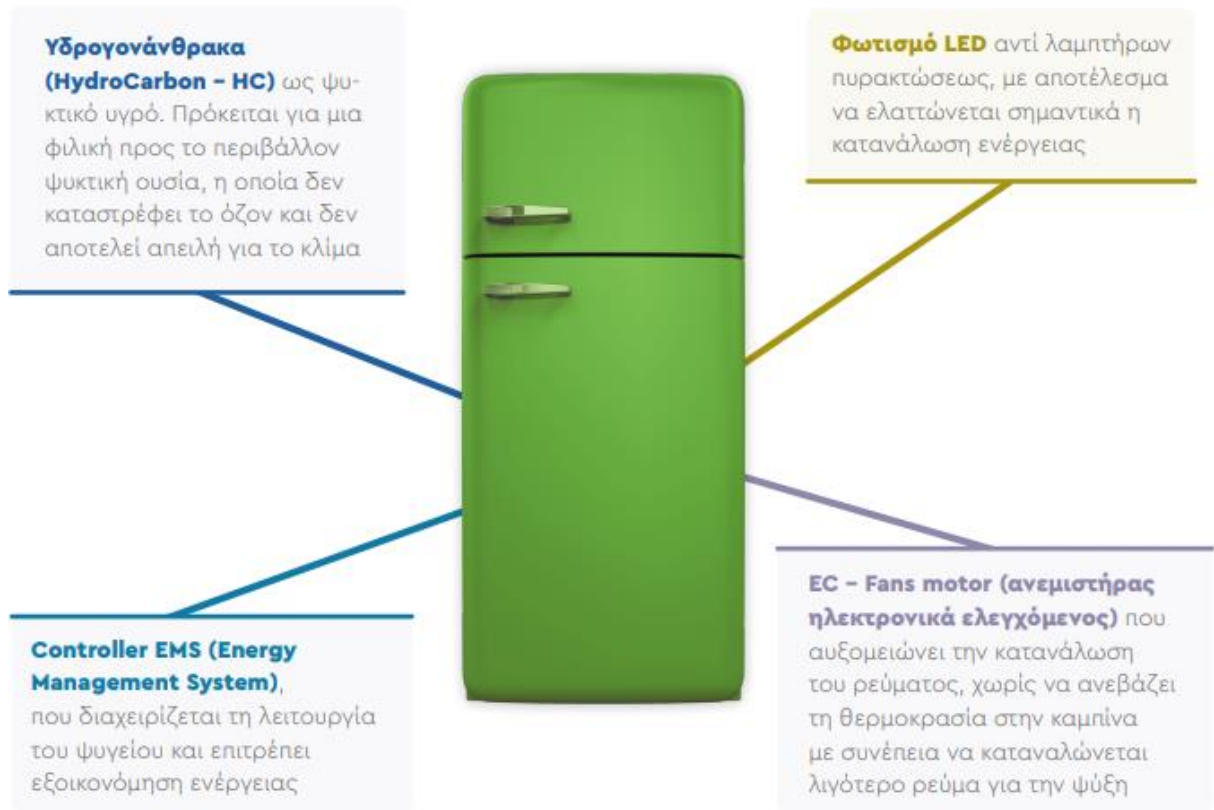 Υδρογονάνθρακα
(HydroCarbon – HC) ως ψυ-
κτικό υγρό. Πρόκειται για μια
φιλική προς το περιβάλλον
ψυκτική ουσία, η οποία δεν
καταστρέφει το όζον και δεν
αποτελεί απειλή για το κλίμα
Φωτισμό LED αντί λαμπτήρων
πυρακτώσεως, με αποτέλεσμα
να ελαττώνεται σημαντικά η
κατανάλωση ενέργειας
Controller EMS (Energy
Management System),
που διαχειρίζεται τη λειτουργία
του ψυγείου και επιτρέπει
εξοικονόμηση ενέργειας
EC – Fans motor (ανεμιστήρας
ηλεκτρονικά ελεγχόμενος) που
αυξομειώνει την κατανάλωση
του ρεύματος, χωρίς να ανεβάζει
τη θερμοκρασία στην καμπίνα
με συνέπεια να καταναλώνεται
λιγότερο ρεύμα για την ψύξη